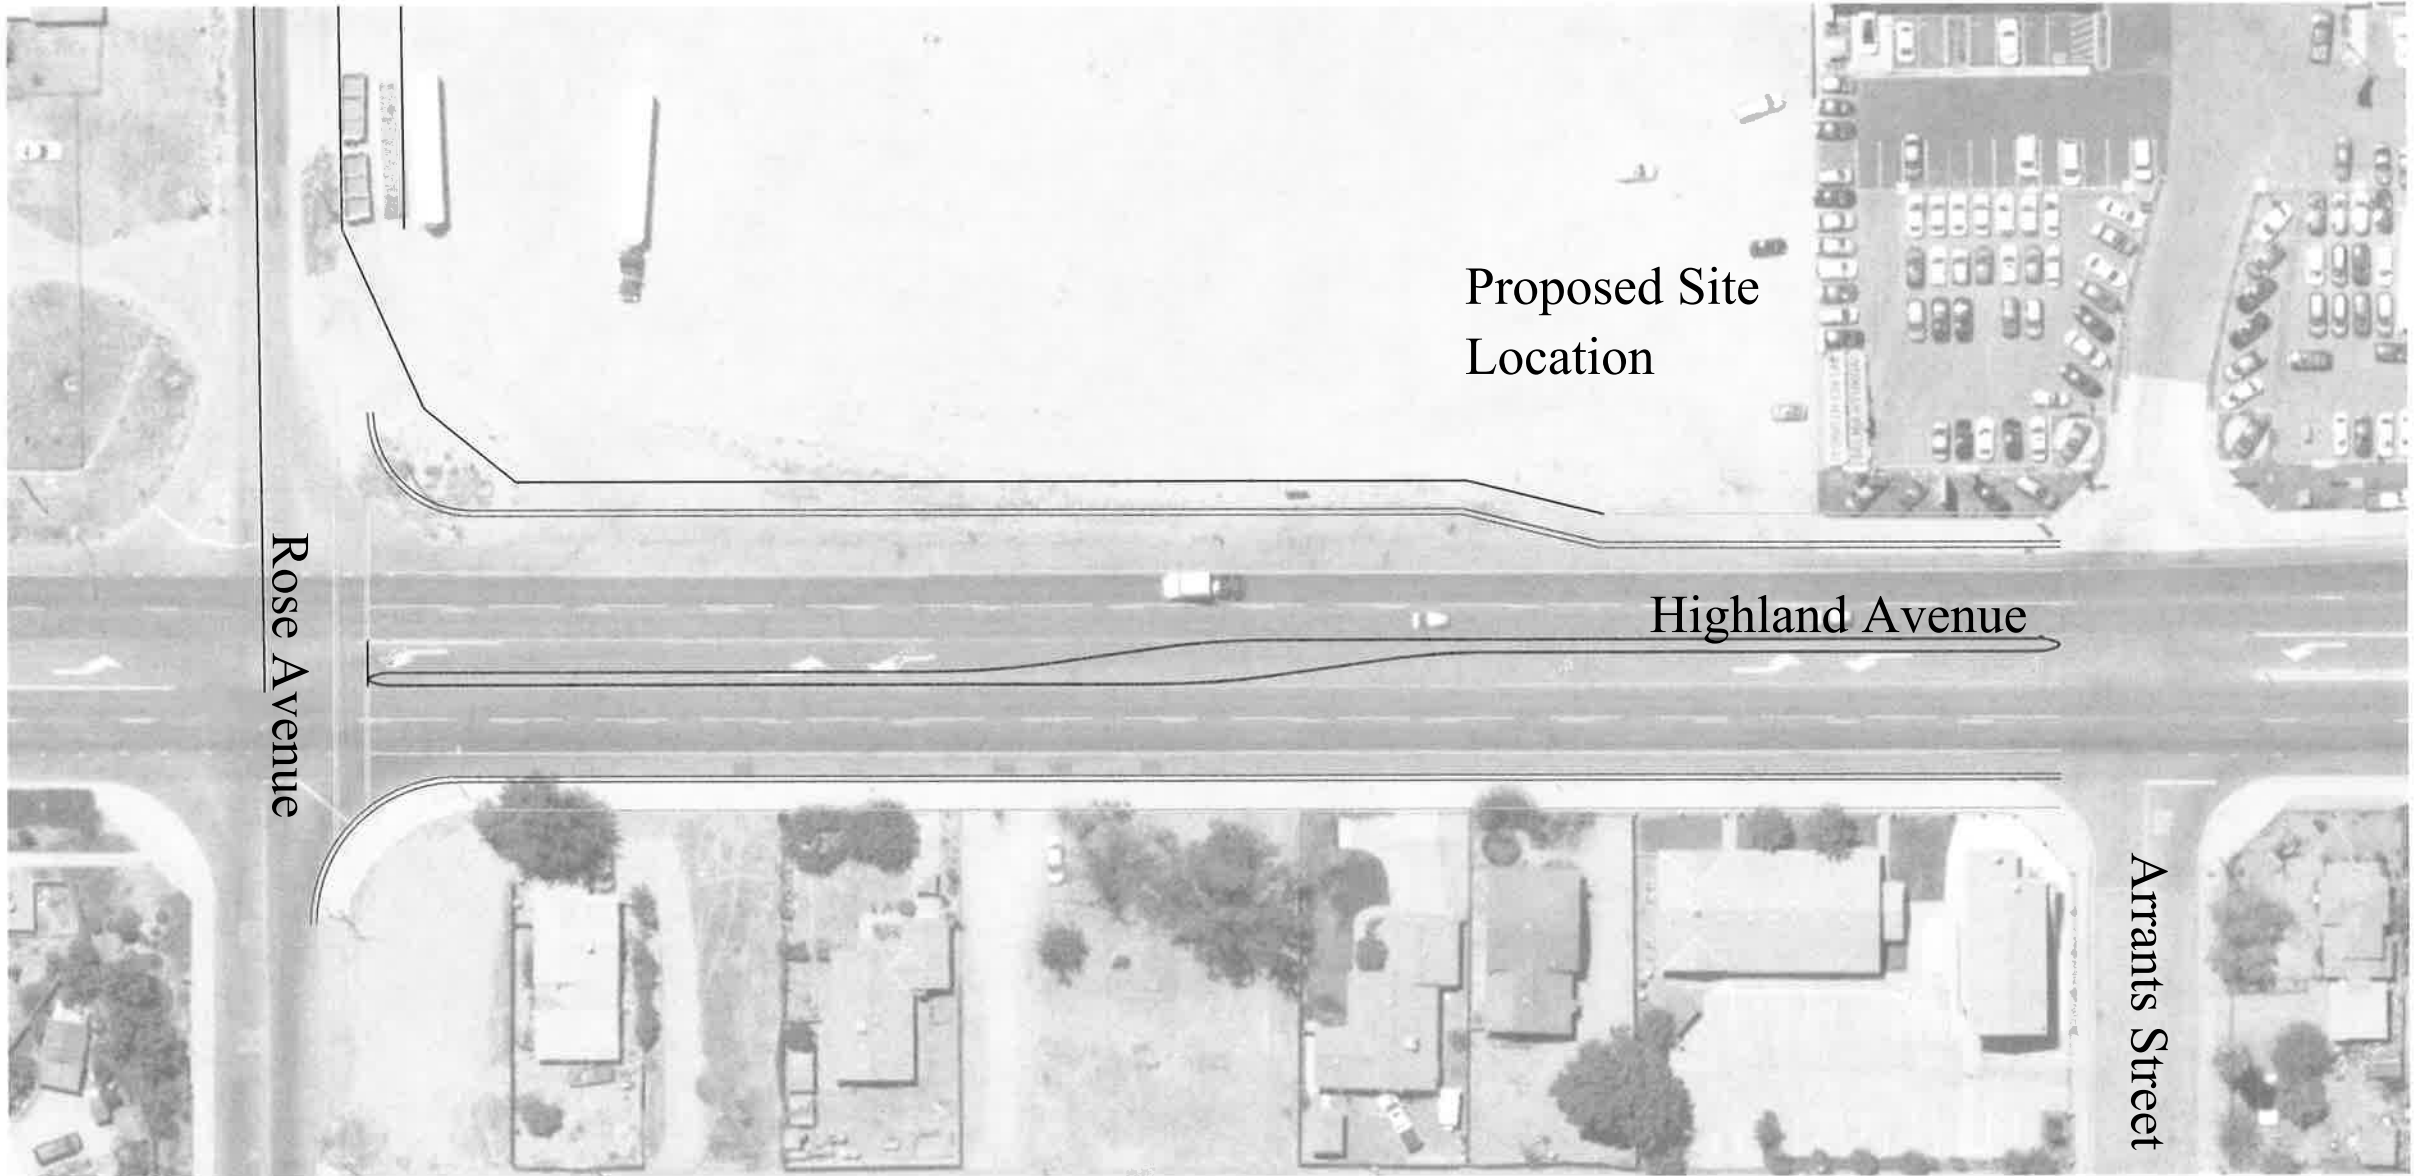 Proposed Site
Location
Highland Avenue
Rose Avenue
Arrants Street